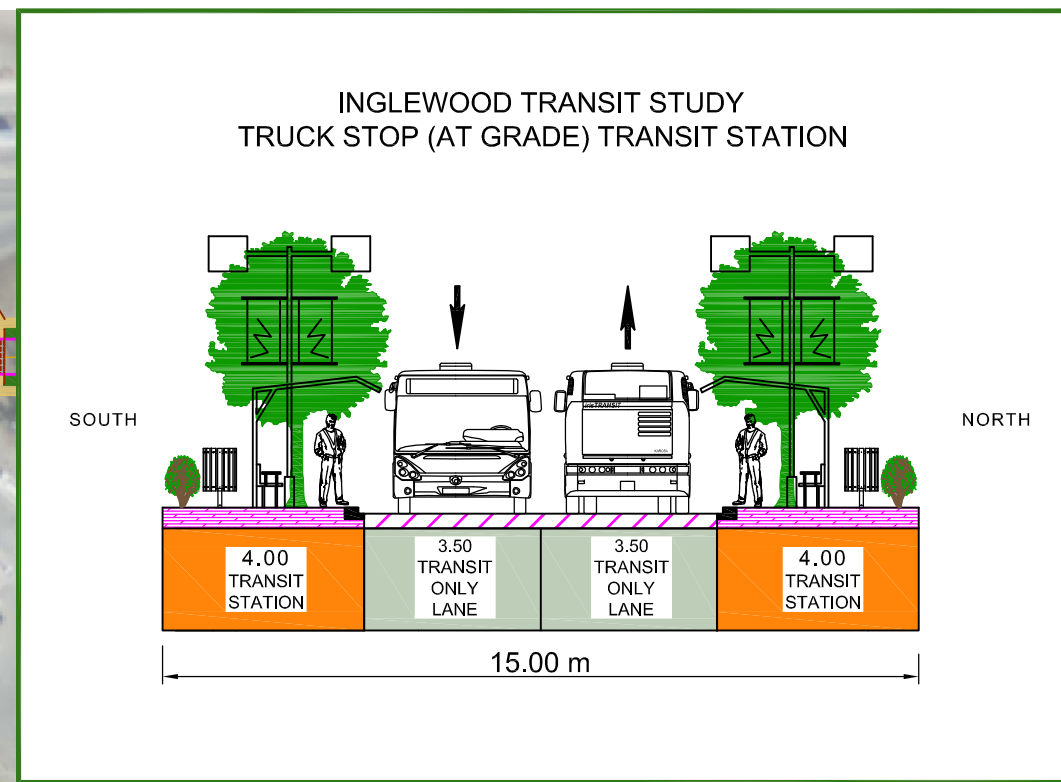 INGLEWOOD TRANSIT STUDY
TRUCK STOP (AT GRADE) TRANSIT STATION
SOUTH
NORTH
4.00
TRANSIT
STATION
3.50
TRANSIT
ONLY
LANE
3.50
TRANSIT
ONLY
LANE
4.00
TRANSIT
STATION
15.00 m